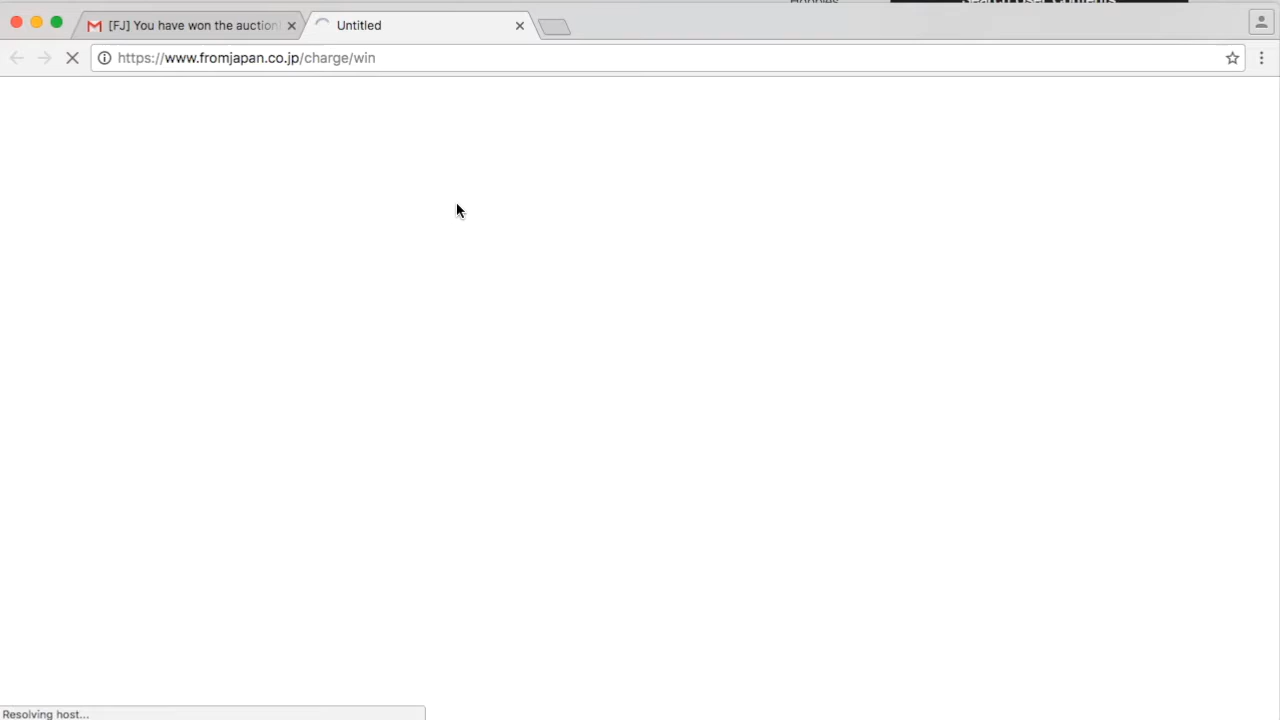 [FJ] You have won the auction!
Untitled
https://www.fromjapan.co.jp/charge/win
Resolving host...